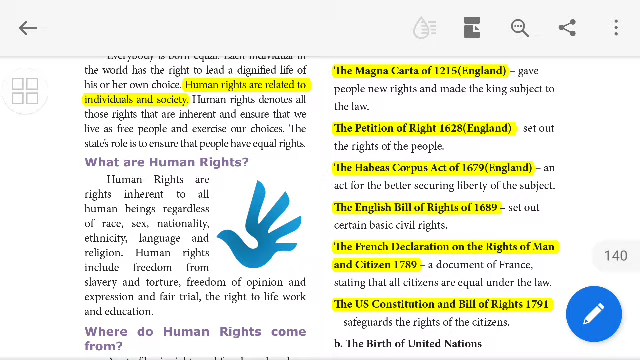 Everybody is born equal. Each individual in
the world has the right to lead a dignified life of
his or her own choice. Human rights are related to
individuals and society. Human rights denotes all
those rights that are inherent and ensure that we
live as free people and exercise our choices. The
state's role is to ensure that people have equal rights.
What are Human Rights?
Human Rights are
rights inherent to all
human beings regardless
of race, sex, nationality,
ethnicity, language and
religion. Human rights
include freedom from
slavery and torture, freedom of opinion and
expression and fair trial, the right to life work
and education.
Where do Human Rights come
from?
The Magna Carta of 1215(England) – gave
people new rights and made the king subject to
the law.
The Petition of Right 1628(England) set out
the rights of the people.
The Habeas Corpus Act of 1679(England) – an
act for the better securing liberty of the subject.
The English Bill of Rights of 1689 – set out
certain basic civil rights.
The French Declaration on the Rights of Man
and Citizen 1789 – a document of France,
stating that all citizens are equal under the law.
The US Constitution and Bill of Rights 1791
safeguards the rights of the citizens.
b. The Birth of United Nations
140